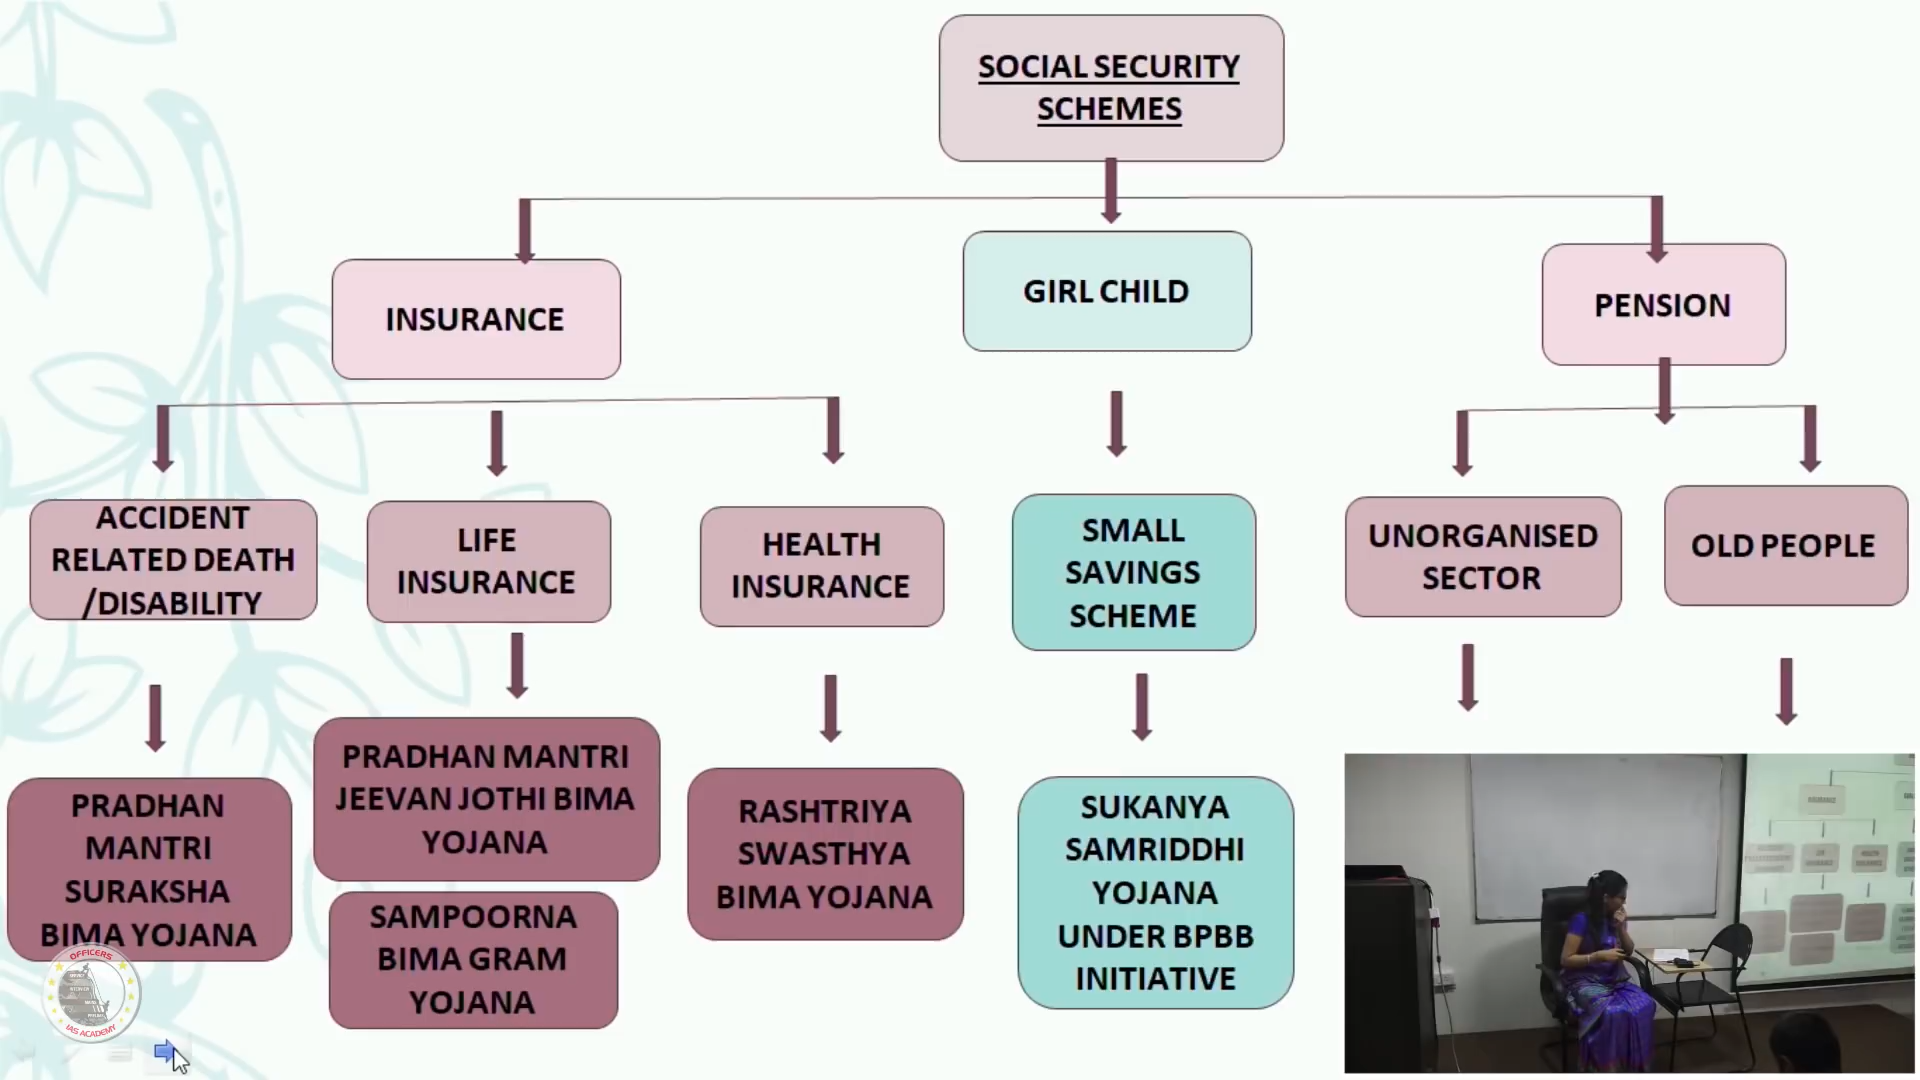 SOCIAL SECURITY
SCHEMES
INSURANCE
GIRL CHILD
PENSION
ACCIDENT
RELATED DEATH
/DISABILITY
LIFE
INSURANCE
HEALTH
INSURANCE
SMALL
SAVINGS
SCHEME
UNORGANISED
SECTOR
OLD PEOPLE
PRADHAN
MANTRI
SURAKSHA
BIMA YOJANA
PRADHAN MANTRI
JEEVAN JOTHI BIMA
YOJANA
SAMPOORNA
BIMA GRAM
YOJANA
RASHTRIYA
SWASTHYA
BIMA YOJANA
SUKANYA
SAMRIDDHI
YOJANA
UNDER BPBB
INITIATIVE
OFFICERS
IAS ACADEMY